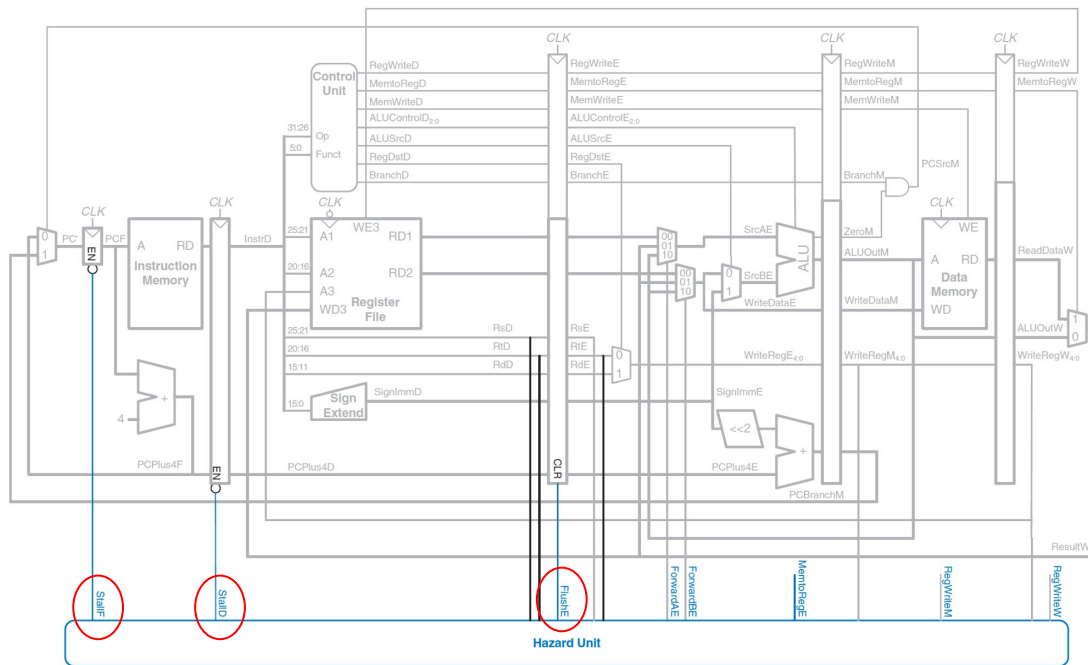 CLK CLK CLK
Control Unit
RegWriteD RegWriteE RegWriteM RegWriteW
MemtoRegD MemtoRegE MemtoRegM MemtoRegW
MemWriteD MemWriteE MemWriteM
ALUControlD2:0 ALUControlE2:0
31:26 Op ALUSrcD ALUSrcE
5:0 Funct RegDstD RegDstE PCSrcM
BranchD BranchE BranchM
CLK CLK CLK CLK
0 1 PC' EN PCF A RD InstrD
Instruction Memory
25:21 A1 WE3 RD1 00 01 10 SrcAE ALU ZeroM WE
20:16 A2 RD2 00 01 10 0 1 SrcBE ALUOutM A RD ReadDataW
A3 Register File Data Memory
WD3 WriteDataE WriteDataM WD 1 0
25:21 RsD RsE ALUOutW
20:16 RtD RtE 0 WriteRegE4:0 WriteRegM4:0 WriteRegW4:0
15:11 RdD RdE 1
15:0 Sign Extend SignImmD SignImmE
4 + <<2 +
PCPlus4F EN PCPlus4D CLR PCPlus4E
PCBranchM
ResultW
StallF StallD FlushE ForwardAE ForwardBE MemtoRegE RegWriteM RegWriteW
Hazard Unit